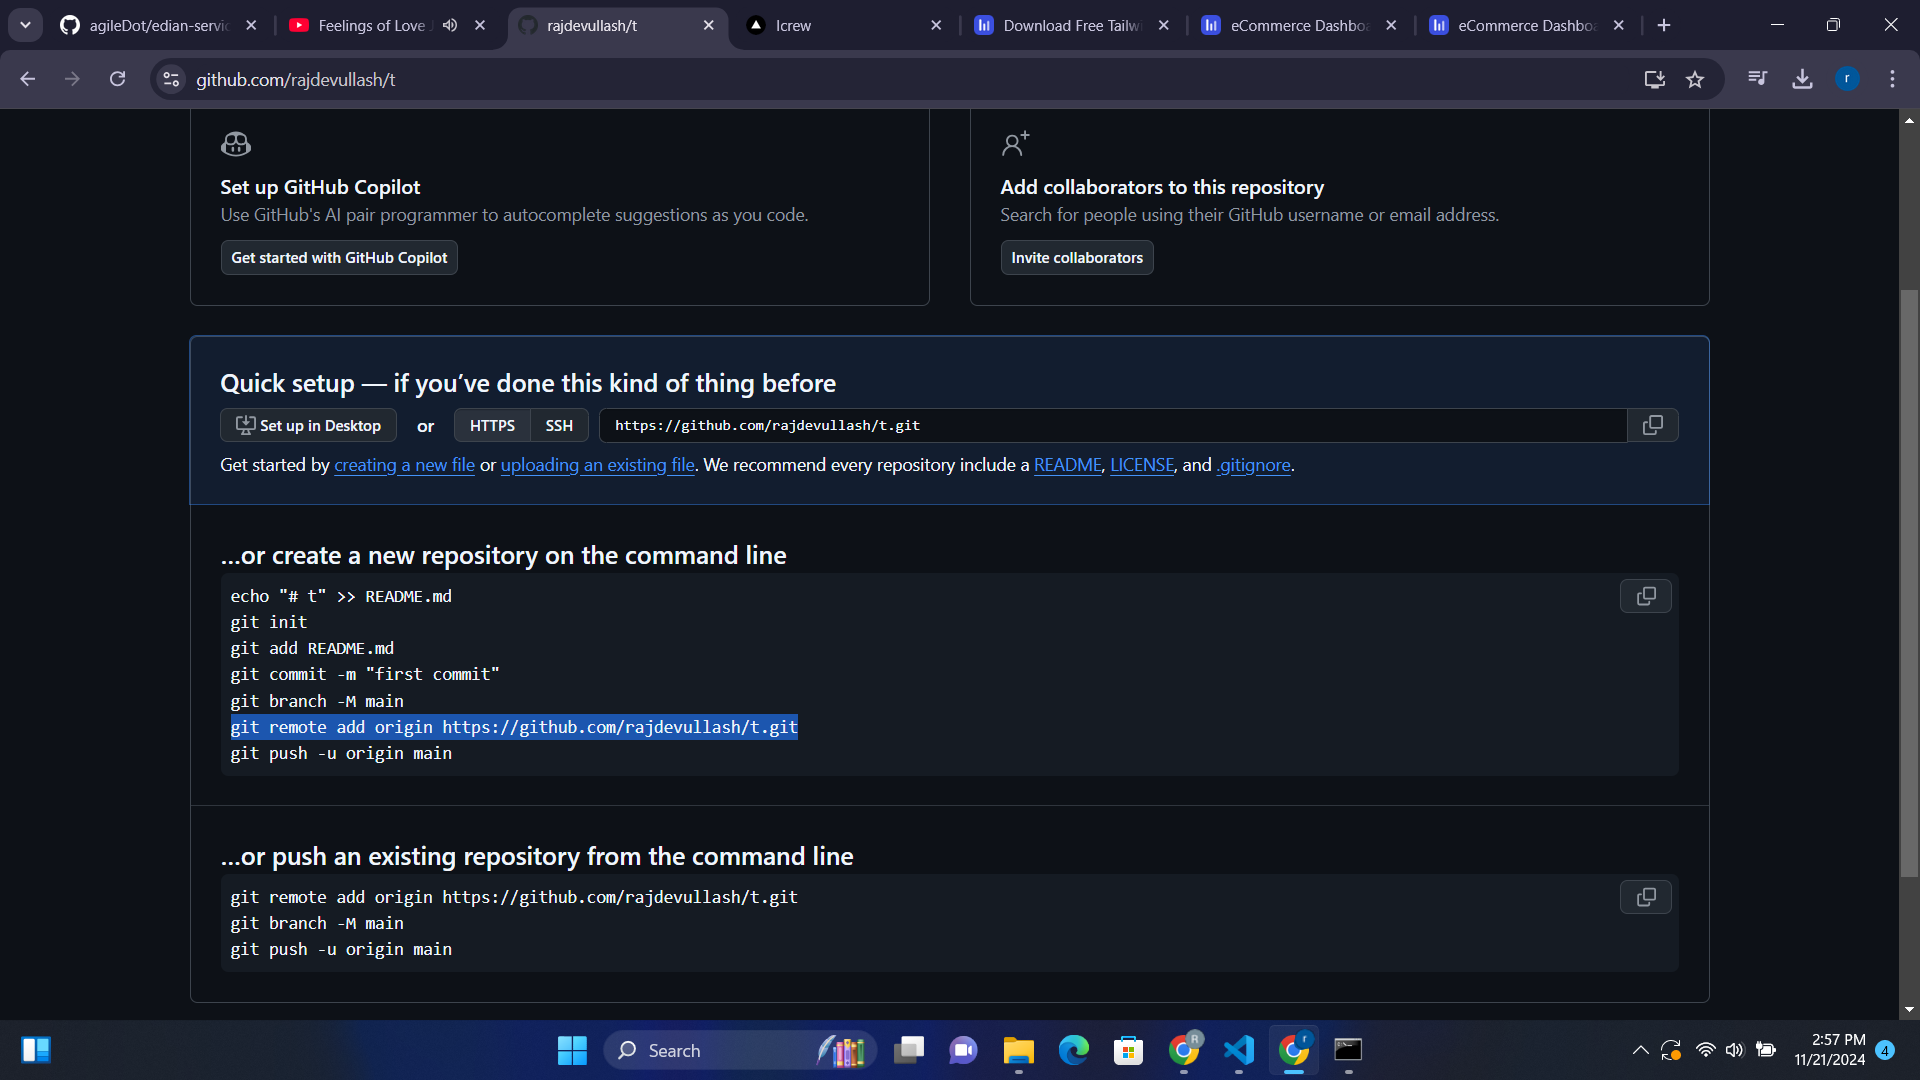 agileDot/edian-servic
Feelings of Love
rajdevullash/t
Icrew
Download Free Tailwi
eCommerce Dashboa
eCommerce Dashboa
github.com/rajdevullash/t
r
Set up GitHub Copilot
Use GitHub's AI pair programmer to autocomplete suggestions as you code.
Get started with GitHub Copilot
Add collaborators to this repository
Search for people using their GitHub username or email address.
Invite collaborators
Quick setup — if you’ve done this kind of thing before
Set up in Desktop or HTTPS SSH https://github.com/rajdevullash/t.git
Get started by creating a new file or uploading an existing file. We recommend every repository include a README, LICENSE, and .gitignore.
…or create a new repository on the command line
echo "# t" >> README.md
git init
git add README.md
git commit -m "first commit"
git branch -M main
git remote add origin https://github.com/rajdevullash/t.git
git push -u origin main
…or push an existing repository from the command line
git remote add origin https://github.com/rajdevullash/t.git
git branch -M main
git push -u origin main
Search
R
r
2:57 PM
11/21/2024
4